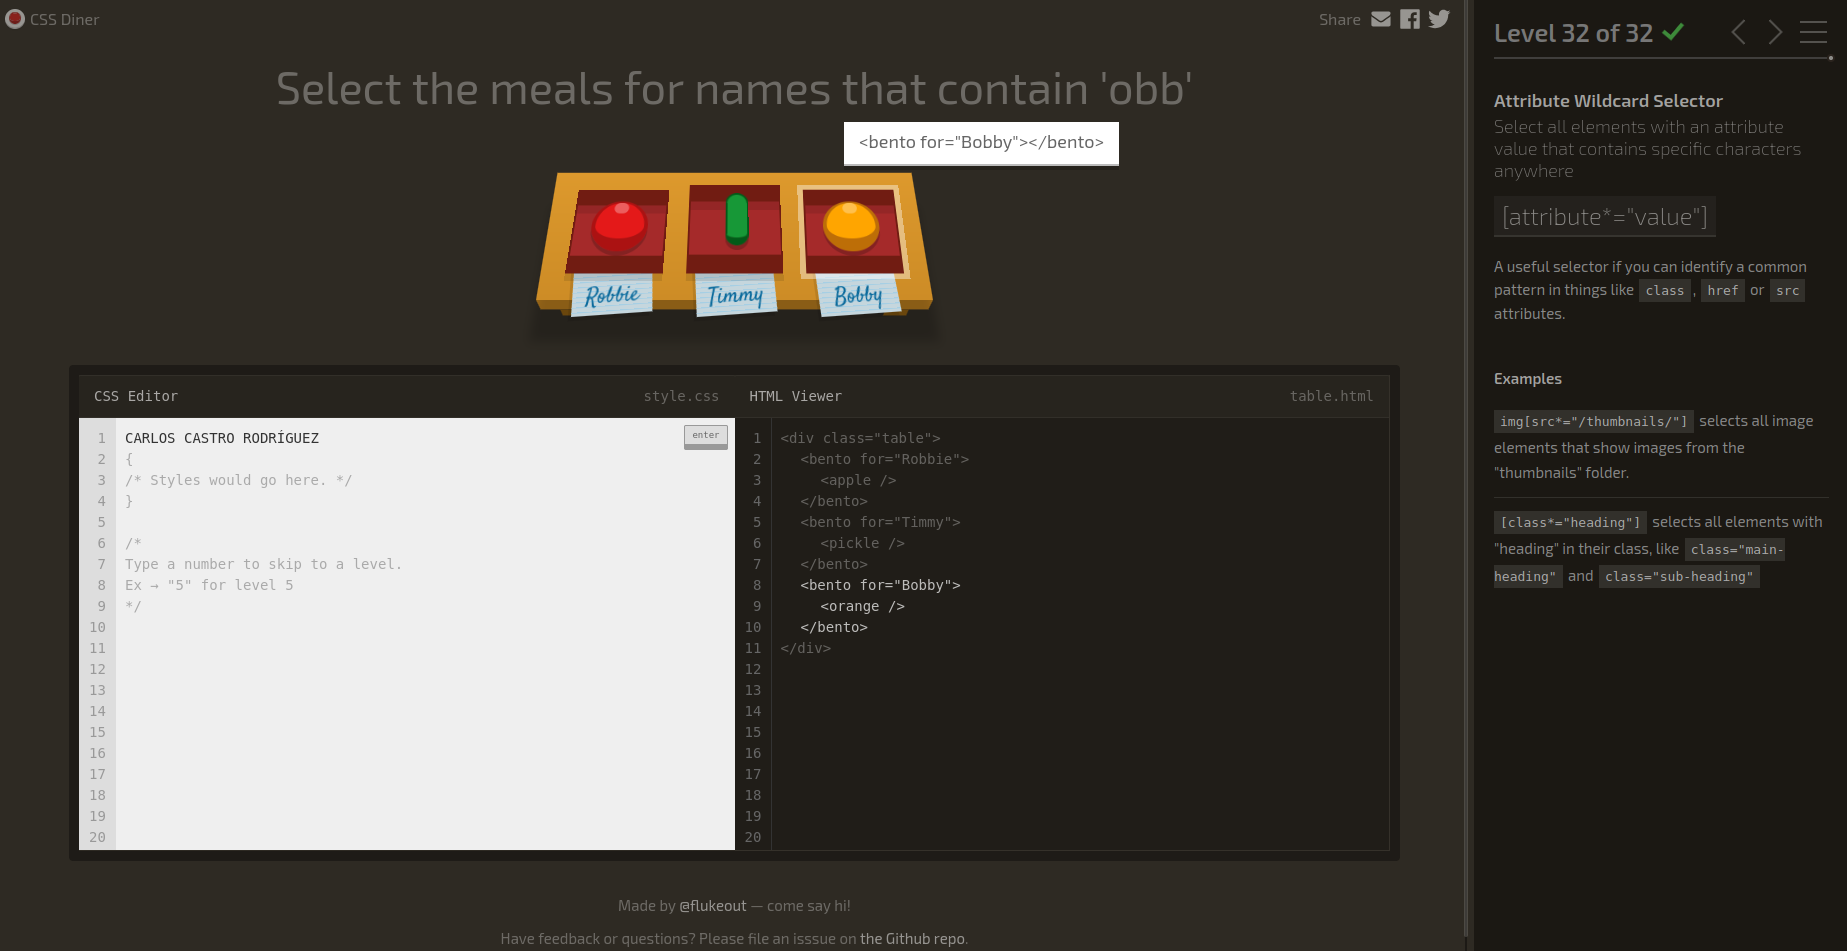 CSS Diner
Share
Select the meals for names that contain 'obb'
<bento for="Bobby"></bento>
Robbie
Timmy
Bobby
CSS Editor
style.css
1 CARLOS CASTRO RODRÍGUEZ
enter
2 {
3 /* Styles would go here. */
4 }
5
6 /*
7 Type a number to skip to a level.
8 Ex → "5" for level 5
9 */
10
11
12
13
14
15
16
17
18
19
20
HTML Viewer
table.html
1 <div class="table">
2 <bento for="Robbie">
3 <apple />
4 </bento>
5 <bento for="Timmy">
6 <pickle />
7 </bento>
8 <bento for="Bobby">
9 <orange />
10 </bento>
11 </div>
12
13
14
15
16
17
18
19
20
Made by @flukeout — come say hi!
Have feedback or questions? Please file an isssue on the Github repo.
Level 32 of 32
Attribute Wildcard Selector
Select all elements with an attribute
value that contains specific characters
anywhere
[attribute*="value"]
A useful selector if you can identify a common
pattern in things like class, href or src
attributes.
Examples
img[src*="/thumbnails/"] selects all image
elements that show images from the
"thumbnails" folder.
[class*="heading"] selects all elements with
"heading" in their class, like class="main-
heading" and class="sub-heading"